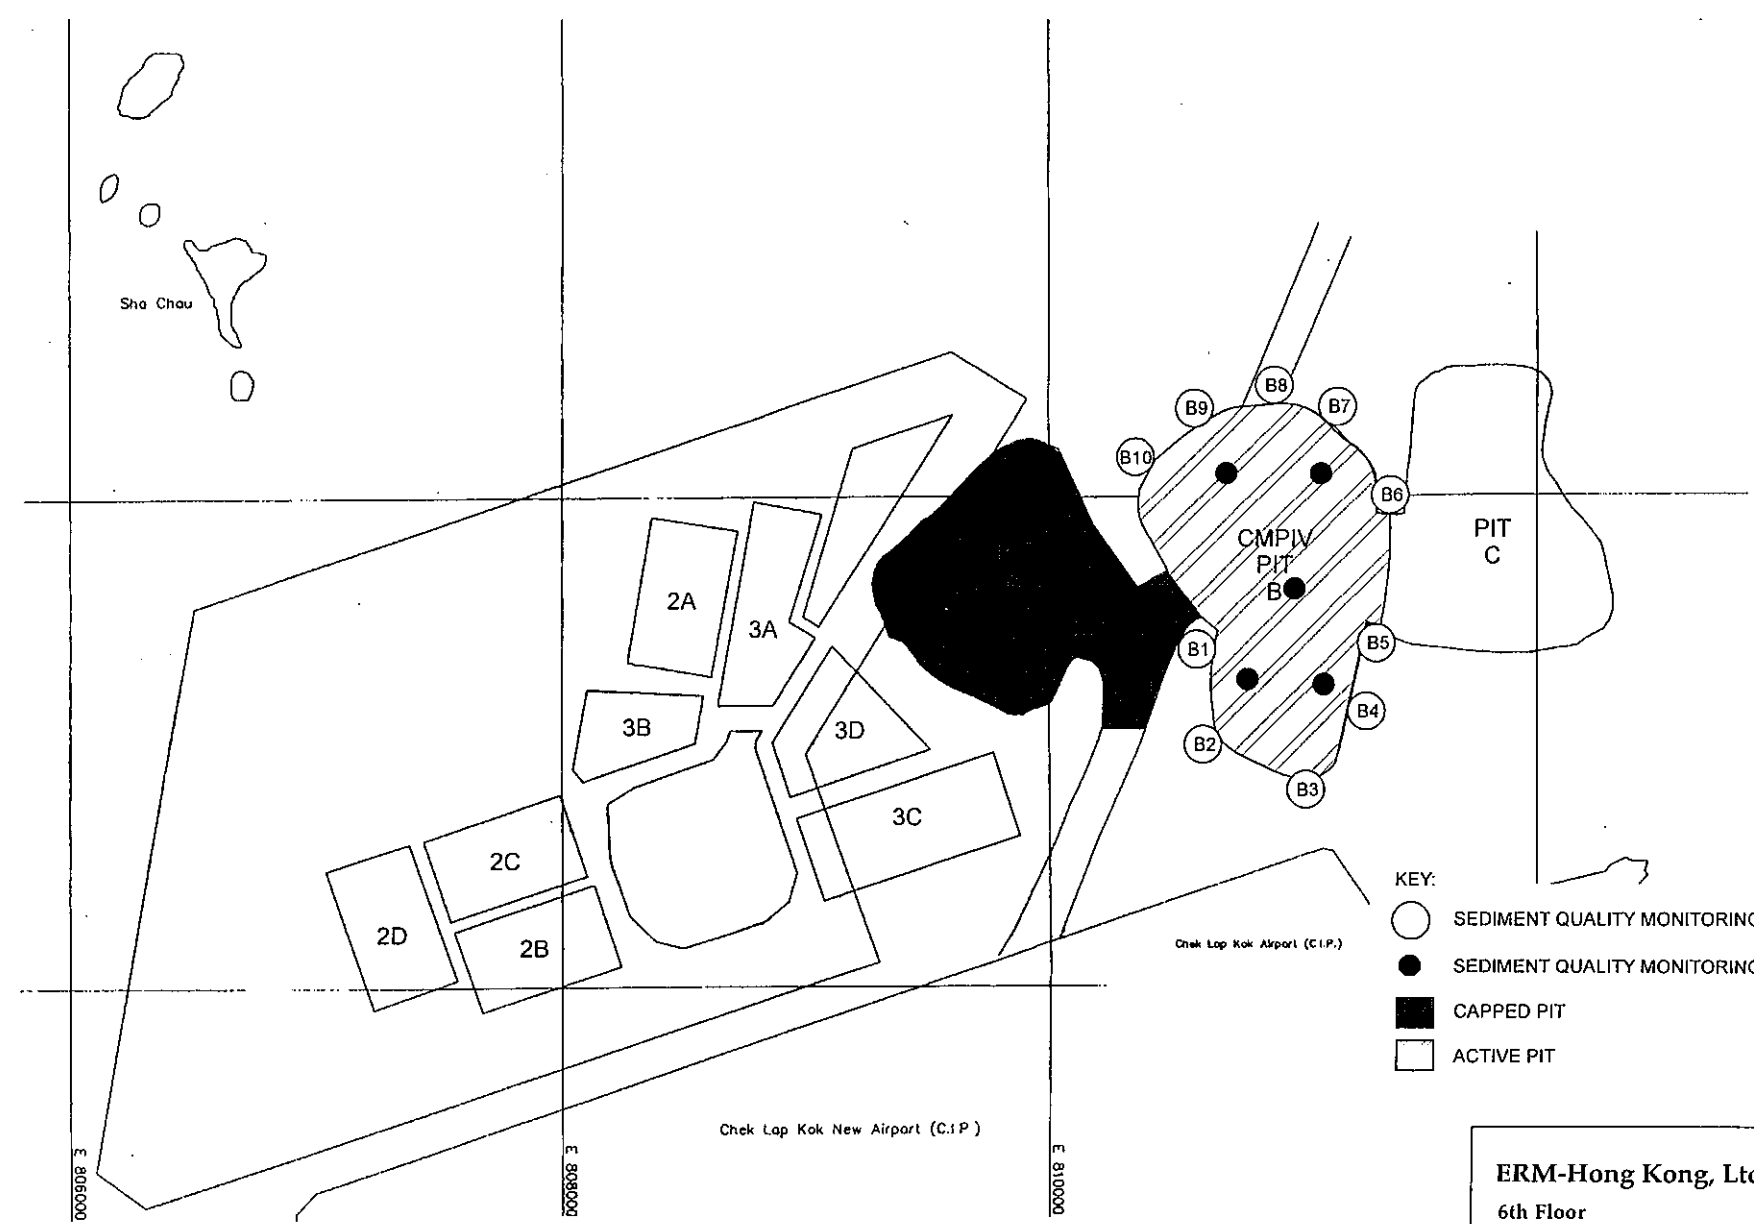 Sha Chau
B8
B9
B7
B10
B6
CMPIV
PIT
B
PIT
C
2A
3A
B1
B5
B4
3B
3D
B2
B3
3C
2C
2D
2B
KEY:
SEDIMENT QUALITY MONITORING
SEDIMENT QUALITY MONITORING
CAPPED PIT
ACTIVE PIT
Chek Lap Kok Airport (C.I.P.)
Chek Lap Kok New Airport (C.I.P)
E 806000
E 808000
E 810000
ERM-Hong Kong, Ltd
6th Floor